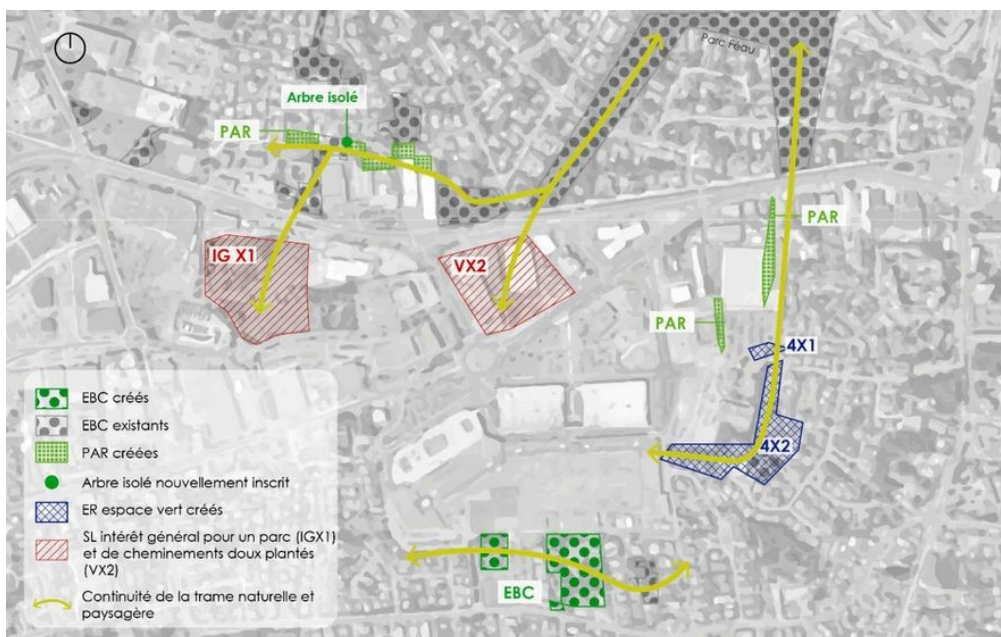 Parc Féau
Arbre isolé
PAR
PAR
IG X1
VX2
PAR
4X1
4X2
EBC
EBC créés
EBC existants
PAR créées
Arbre isolé nouvellement inscrit
ER espace vert créés
SL intérêt général pour un parc (IGX1)
et de cheminements doux plantés
(VX2)
Continuité de la trame naturelle et
paysagère